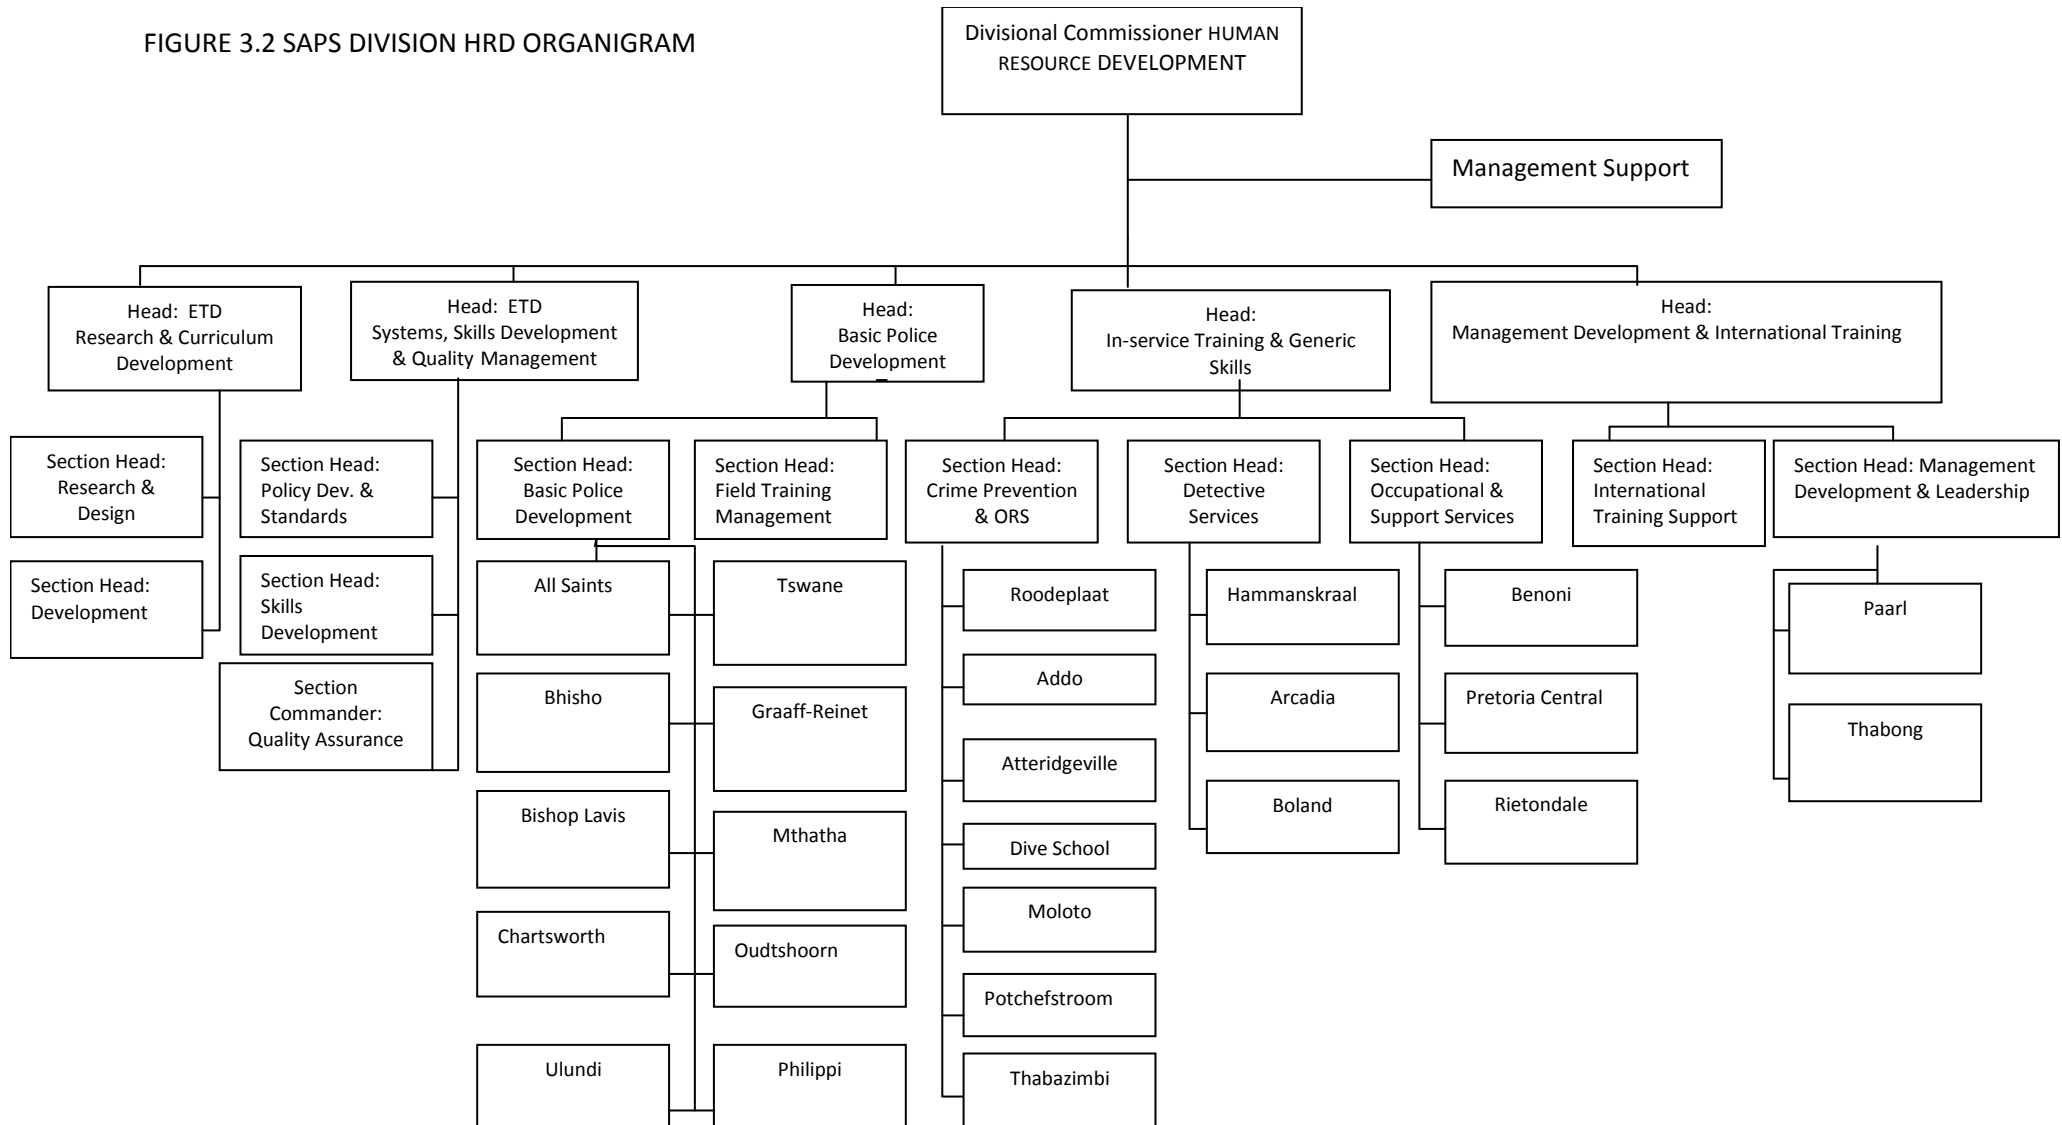 FIGURE 3.2 SAPS DIVISION HRD ORGANIGRAM
Divisional Commissioner HUMAN
RESOURCE DEVELOPMENT
Management Support
Head: ETD
Research & Curriculum
Development
Head: ETD
Systems, Skills Development
& Quality Management
Head:
Basic Police
Development
Head:
In-service Training & Generic
Skills
Head:
Management Development & International Training
Section Head:
Research &
Design
Section Head:
Policy Dev. &
Standards
Section Head:
Basic Police
Development
Section Head:
Field Training
Management
Section Head:
Crime Prevention
& ORS
Section Head:
Detective
Services
Section Head:
Occupational &
Support Services
Section Head:
International
Training Support
Section Head: Management
Development & Leadership
Section Head:
Development
Section Head:
Skills
Development
Section
Commander:
Quality Assurance
All Saints
Tswane
Bhisho
Graaff-Reinet
Bishop Lavis
Mthatha
Chartsworth
Oudtshoorn
Ulundi
Philippi
Roodeplaat
Addo
Atteridgeville
Dive School
Moloto
Potchefstroom
Thabazimbi
Hammanskraal
Arcadia
Boland
Benoni
Pretoria Central
Rietondale
Paarl
Thabong